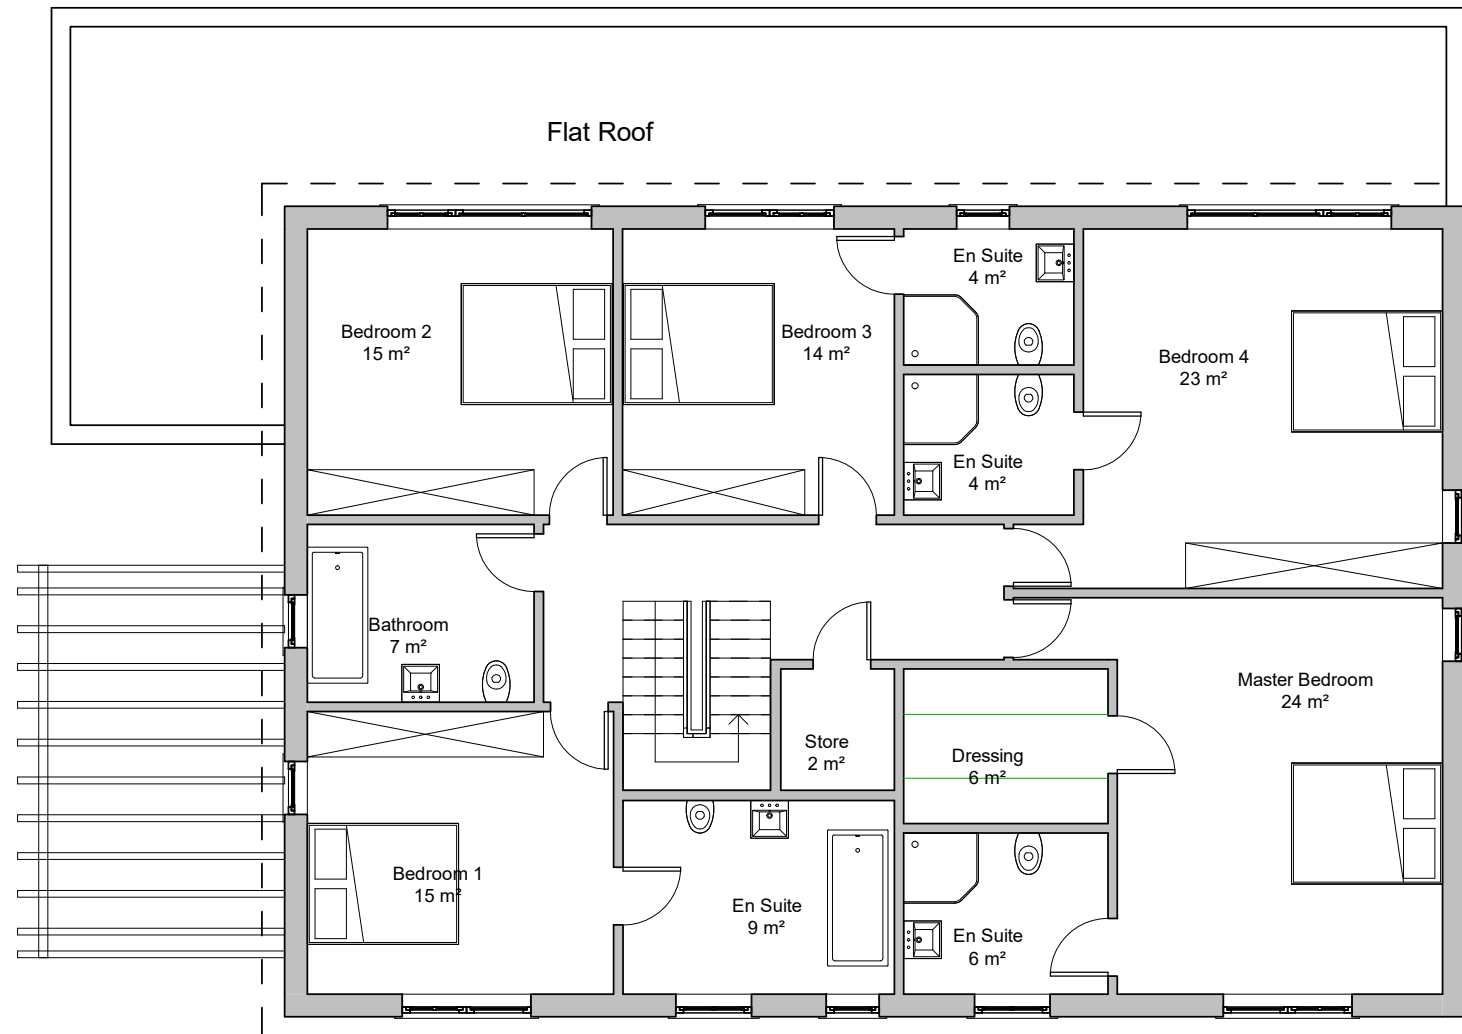 Flat Roof
En Suite
4 m²
Bedroom 2
15 m²
Bedroom 3
14 m²
Bedroom 4
23 m²
En Suite
4 m²
Bathroom
7 m²
Master Bedroom
24 m²
Store
2 m²
Dressing
6 m²
Bedroom 1
15 m²
En Suite
9 m²
En Suite
6 m²